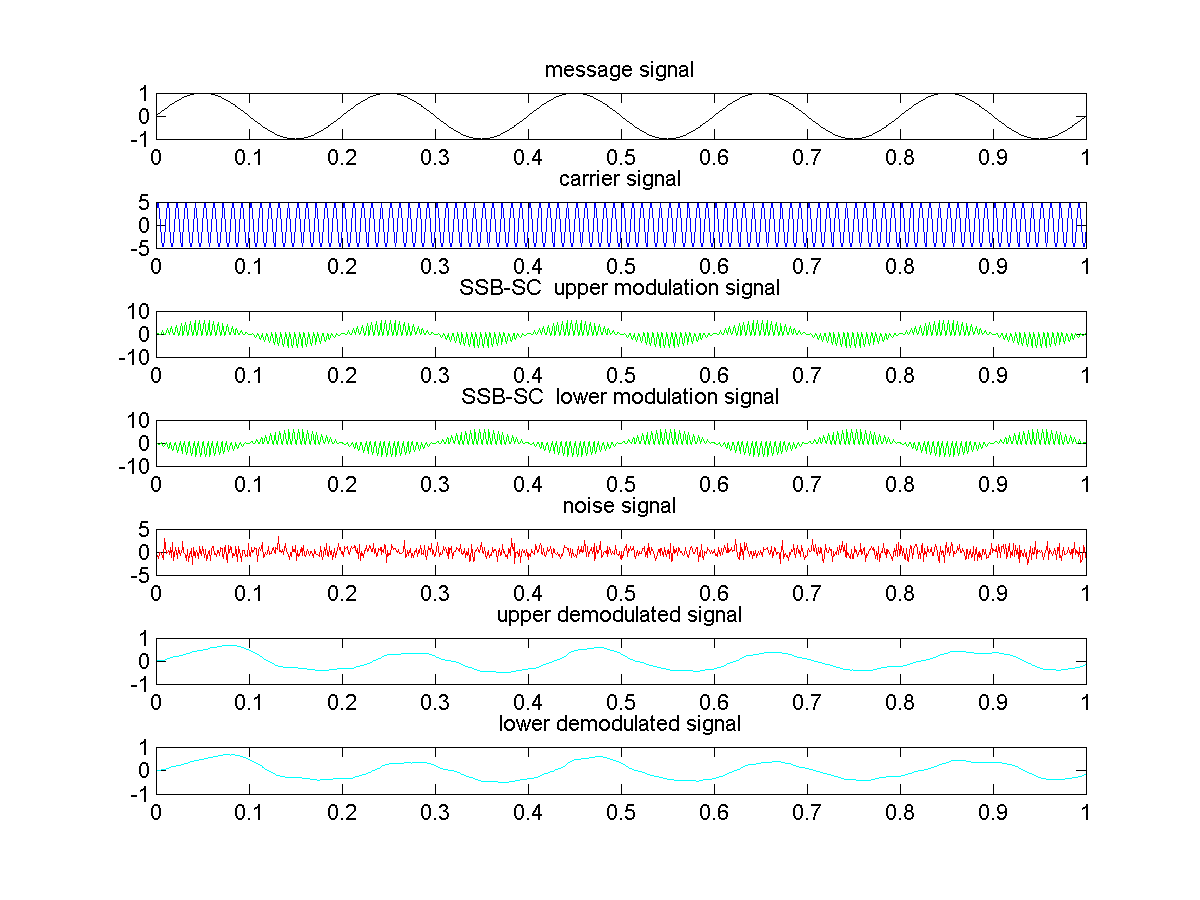 message signal
1
0
-1
0 0.1 0.2 0.3 0.4 0.5 0.6 0.7 0.8 0.9 1
carrier signal
5
0
-5
0 0.1 0.2 0.3 0.4 0.5 0.6 0.7 0.8 0.9 1
SSB-SC  upper modulation signal
10
0
-10
0 0.1 0.2 0.3 0.4 0.5 0.6 0.7 0.8 0.9 1
SSB-SC  lower modulation signal
10
0
-10
0 0.1 0.2 0.3 0.4 0.5 0.6 0.7 0.8 0.9 1
noise signal
5
0
-5
0 0.1 0.2 0.3 0.4 0.5 0.6 0.7 0.8 0.9 1
upper demodulated signal
1
0
-1
0 0.1 0.2 0.3 0.4 0.5 0.6 0.7 0.8 0.9 1
lower demodulated signal
1
0
-1
0 0.1 0.2 0.3 0.4 0.5 0.6 0.7 0.8 0.9 1